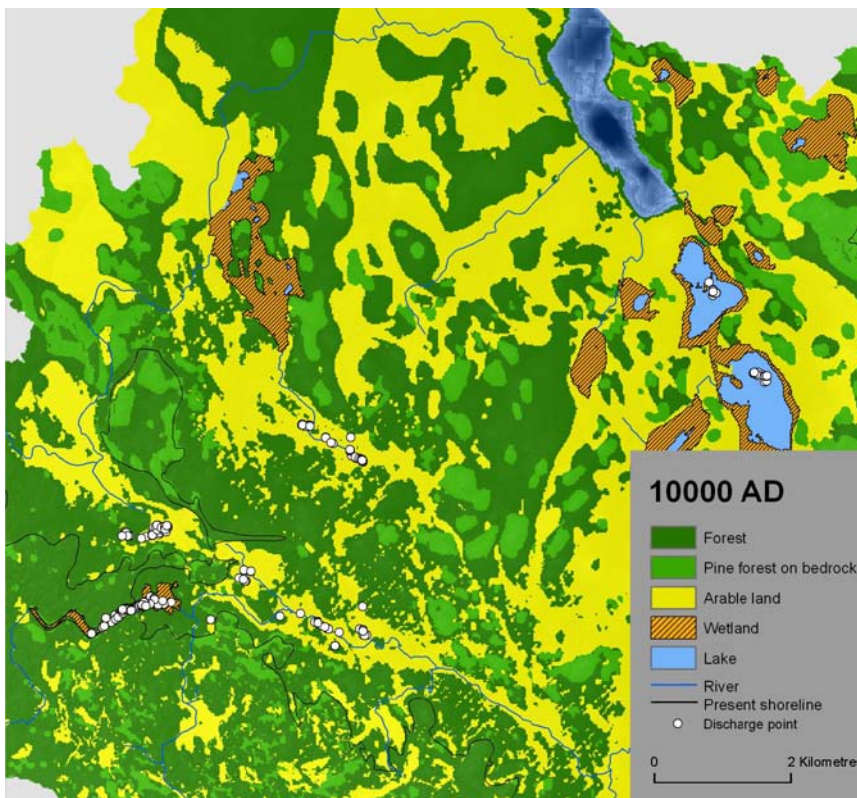 10000 AD
Forest
Pine forest on bedrock
Arable land
Wetland
Lake
River
Present shoreline
Discharge point
0 2 Kilometre